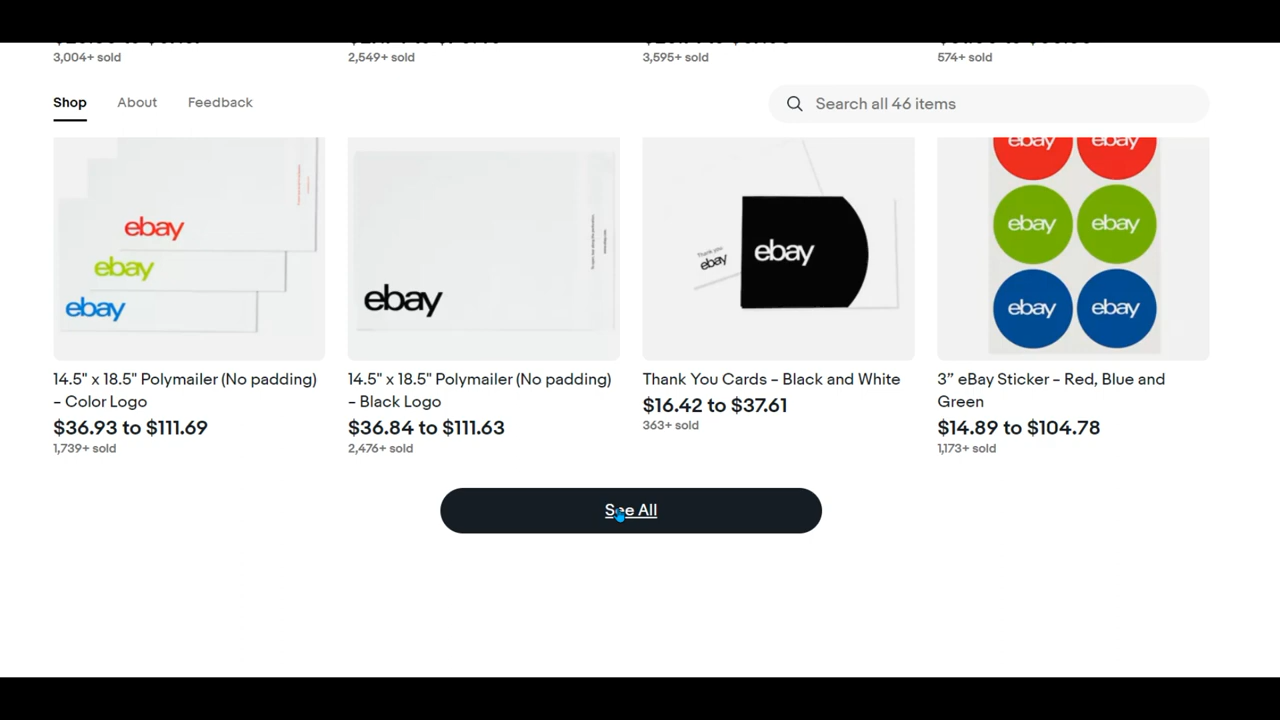 3,004+ sold
2,549+ sold
3,595+ sold
574+ sold
Shop
About
Feedback
Search all 46 items
ebay
ebay
ebay
ebay
Thank you
ebay
ebay
ebay
ebay
ebay
ebay
ebay
ebay
14.5" x 18.5" Polymailer (No padding)
– Color Logo
$36.93 to $111.69
1,739+ sold
14.5" x 18.5" Polymailer (No padding)
– Black Logo
$36.84 to $111.63
2,476+ sold
Thank You Cards – Black and White
$16.42 to $37.61
363+ sold
3” eBay Sticker – Red, Blue and
Green
$14.89 to $104.78
1,173+ sold
See All